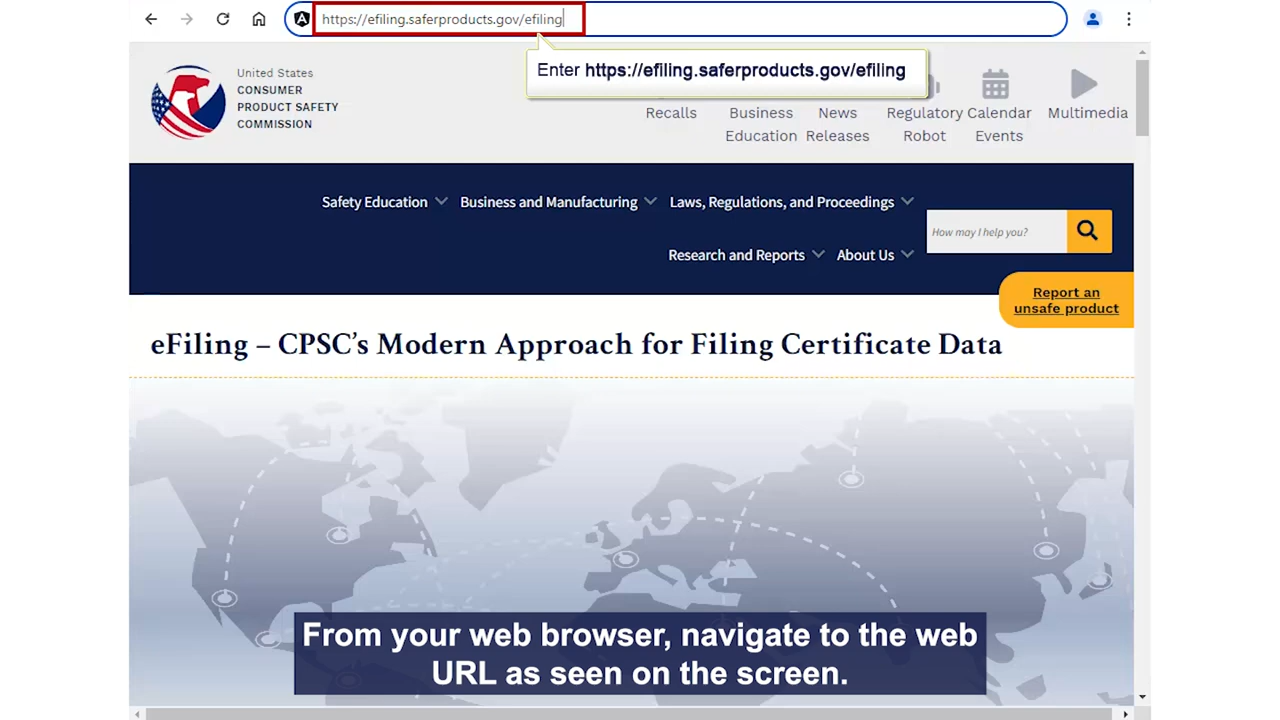 https://efiling.saferproducts.gov/efiling
Enter https://efiling.saferproducts.gov/efiling
United States
CONSUMER
PRODUCT SAFETY
COMMISSION
Recalls
Business
Education
News
Releases
Regulatory
Robot
Calendar
Events
Multimedia
Safety Education
Business and Manufacturing
Laws, Regulations, and Proceedings
Research and Reports
About Us
How may I help you?
Report an
unsafe product
eFiling – CPSC’s Modern Approach for Filing Certificate Data
From your web browser, navigate to the web
URL as seen on the screen.